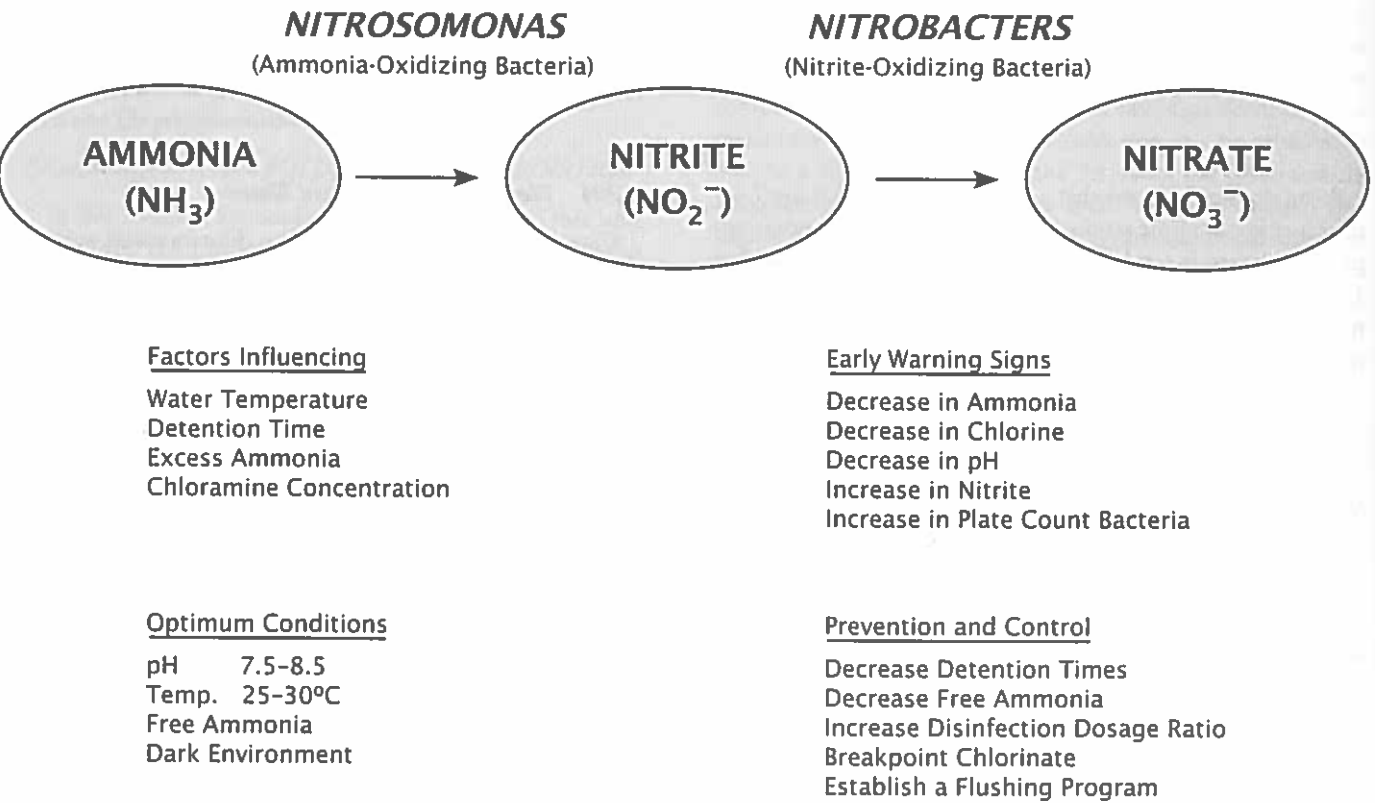 NITROSOMONAS
(Ammonia-Oxidizing Bacteria)
NITROBACTERS
(Nitrite-Oxidizing Bacteria)
AMMONIA
(NH₃)
NITRITE
(NO₂⁻)
NITRATE
(NO₃⁻)
Factors Influencing
Water Temperature
Detention Time
Excess Ammonia
Chloramine Concentration
Early Warning Signs
Decrease in Ammonia
Decrease in Chlorine
Decrease in pH
Increase in Nitrite
Increase in Plate Count Bacteria
Optimum Conditions
pH 7.5–8.5
Temp. 25–30ºC
Free Ammonia
Dark Environment
Prevention and Control
Decrease Detention Times
Decrease Free Ammonia
Increase Disinfection Dosage Ratio
Breakpoint Chlorinate
Establish a Flushing Program